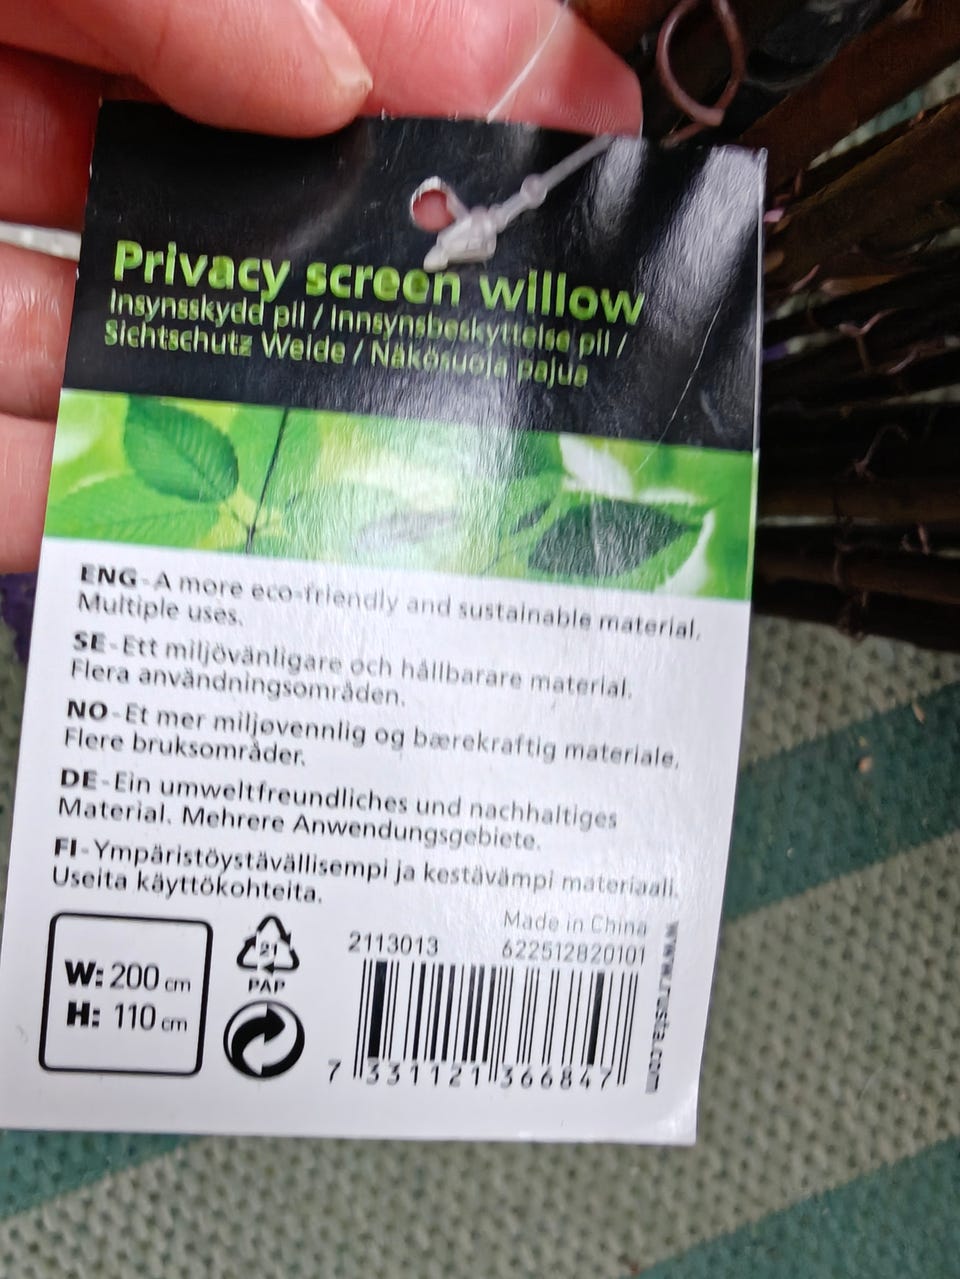 Privacy screen willow
Insynsskydd pil / Innsynsbeskyttelse pil /
Sichtschutz Weide / Näkösuoja pajua
ENG-A more eco-friendly and sustainable material.
Multiple uses.
SE-Ett miljövänligare och hållbarare material.
Flera användningsområden.
NO-Et mer miljøvennlig og bærekraftig materiale.
Flere bruksområder.
DE-Ein umweltfreundliches und nachhaltiges
Material. Mehrere Anwendungsgebiete.
FI-Ympäristöystävällisempi ja kestävämpi materiaali.
Useita käyttökohteita.
Made in China
2113013 622512820101
W: 200 cm
H: 110 cm
21
PAP
7 331121 366847
www.rusta.com